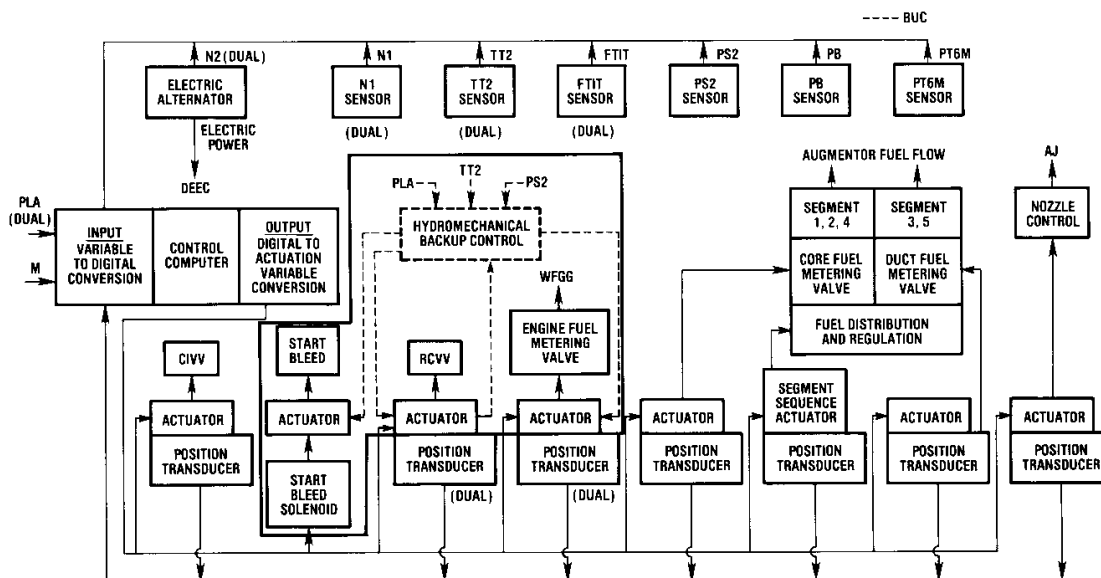 BUC
N2 (DUAL)
N1
TT2
FTIT
PS2
PB
PT6M
ELECTRIC
ALTERNATOR
N1
SENSOR
TT2
SENSOR
FTIT
SENSOR
PS2
SENSOR
PB
SENSOR
PT6M
SENSOR
(DUAL)
(DUAL)
(DUAL)
ELECTRIC
POWER
DEEC
PLA
(DUAL)
M
INPUT
VARIABLE
TO DIGITAL
CONVERSION
CONTROL
COMPUTER
OUTPUT
DIGITAL TO
ACTUATION
VARIABLE
CONVERSION
PLA
TT2
PS2
HYDROMECHANICAL
BACKUP CONTROL
AUGMENTOR FUEL FLOW
SEGMENT
1, 2, 4
SEGMENT
3, 5
CORE FUEL
METERING
VALVE
DUCT FUEL
METERING
VALVE
FUEL DISTRIBUTION
AND REGULATION
AJ
NOZZLE
CONTROL
WFGG
ENGINE FUEL
METERING
VALVE
CIVV
START
BLEED
RCVV
ACTUATOR
ACTUATOR
ACTUATOR
ACTUATOR
ACTUATOR
SEGMENT
SEQUENCE
ACTUATOR
ACTUATOR
ACTUATOR
POSITION
TRANSDUCER
START
BLEED
SOLENOID
POSITION
TRANSDUCER
(DUAL)
POSITION
TRANSDUCER
(DUAL)
POSITION
TRANSDUCER
POSITION
TRANSDUCER
POSITION
TRANSDUCER
POSITION
TRANSDUCER